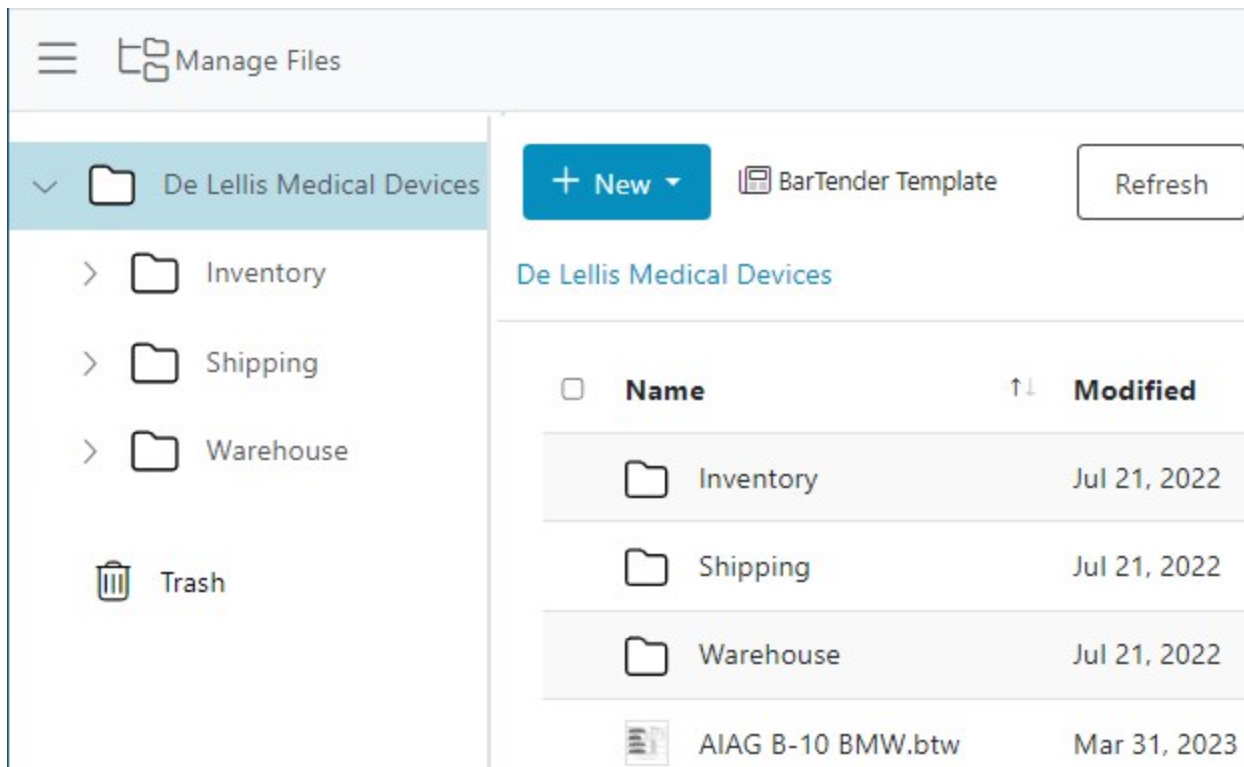 Manage Files
De Lellis Medical Devices
Inventory
Shipping
Warehouse
Trash
+ New
BarTender Template
Refresh
De Lellis Medical Devices
Name Modified
Inventory Jul 21, 2022
Shipping Jul 21, 2022
Warehouse Jul 21, 2022
AIAG B-10 BMW.btw Mar 31, 2023